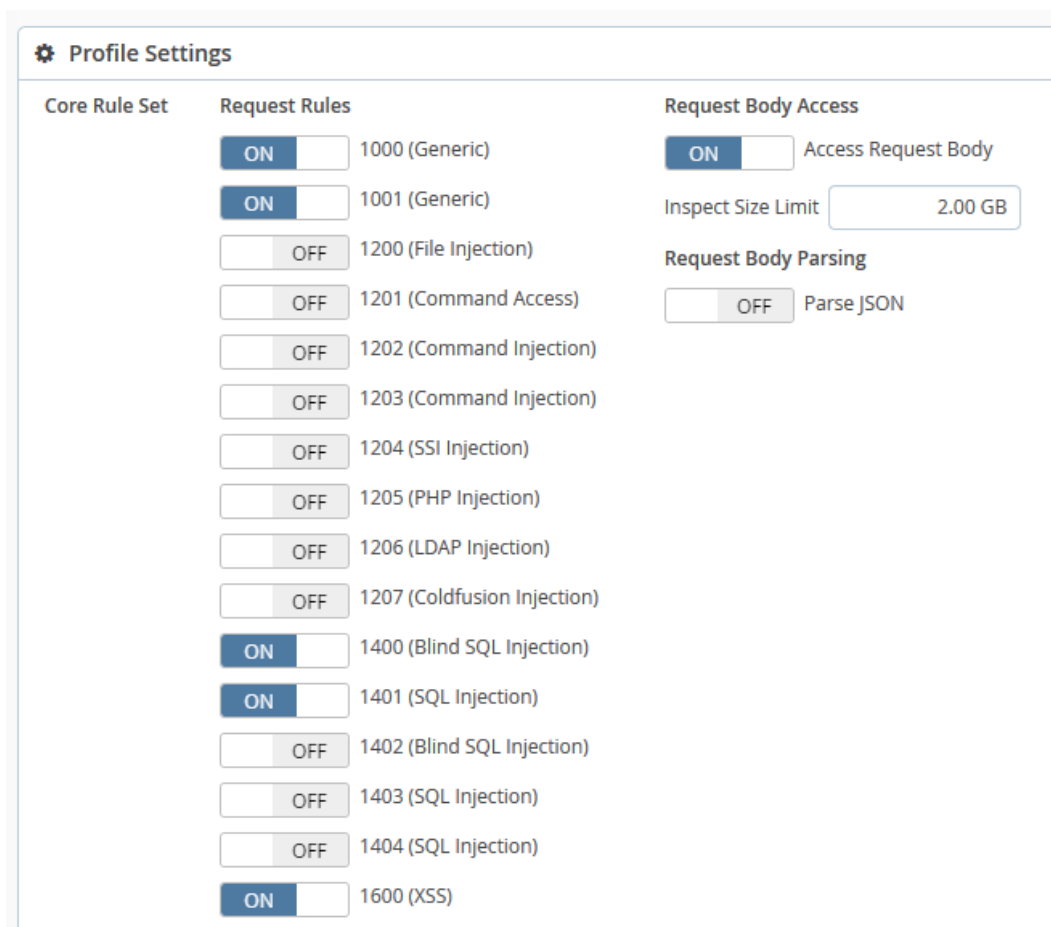 Profile Settings
Core Rule Set
Request Rules
ON 1000 (Generic)
ON 1001 (Generic)
OFF 1200 (File Injection)
OFF 1201 (Command Access)
OFF 1202 (Command Injection)
OFF 1203 (Command Injection)
OFF 1204 (SSI Injection)
OFF 1205 (PHP Injection)
OFF 1206 (LDAP Injection)
OFF 1207 (Coldfusion Injection)
ON 1400 (Blind SQL Injection)
ON 1401 (SQL Injection)
OFF 1402 (Blind SQL Injection)
OFF 1403 (SQL Injection)
OFF 1404 (SQL Injection)
ON 1600 (XSS)
Request Body Access
ON Access Request Body
Inspect Size Limit 2.00 GB
Request Body Parsing
OFF Parse JSON